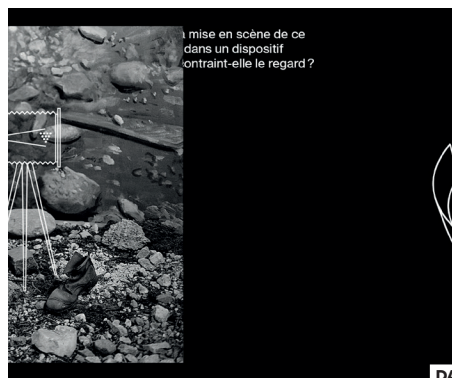 mise en scène de ce
dans un dispositif
ontraint-elle le regard ?